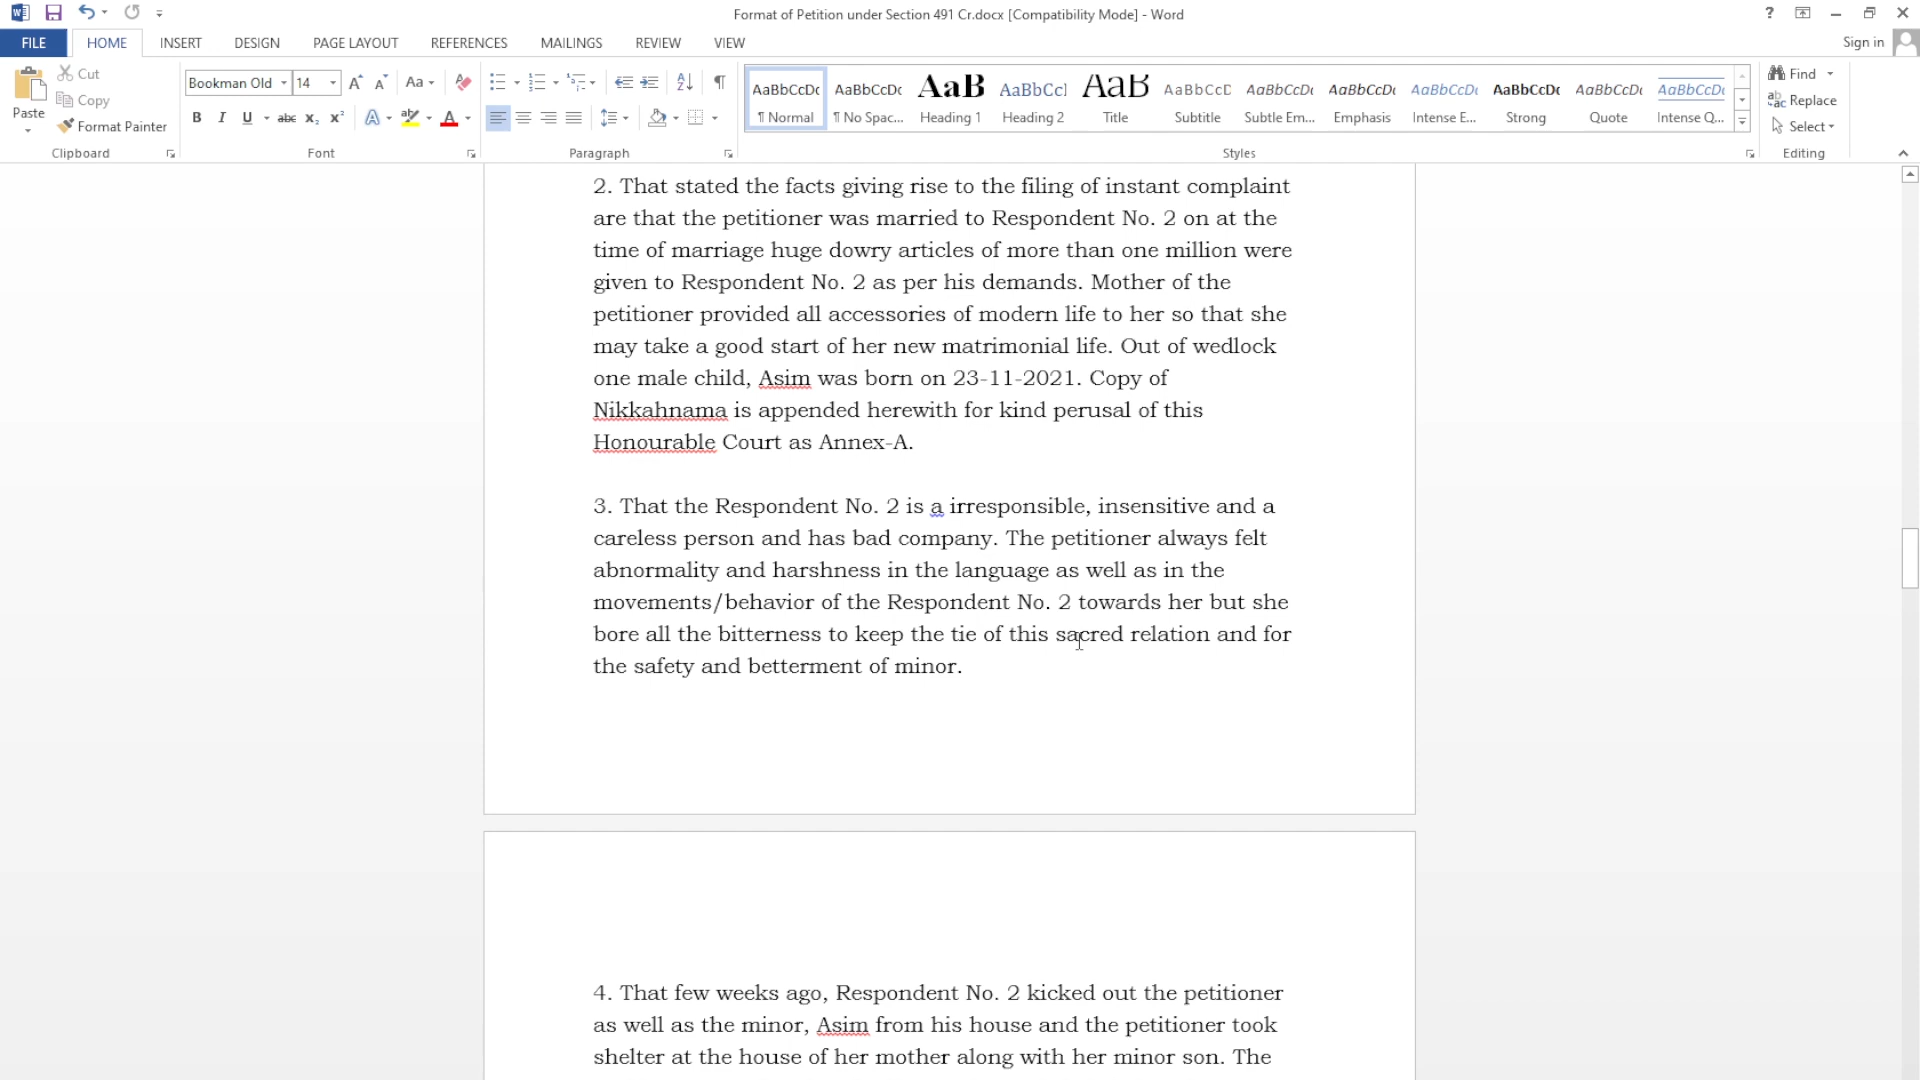 Format of Petition under Section 491 Cr.docx [Compatibility Mode] - Word
?
FILE HOME INSERT DESIGN PAGE LAYOUT REFERENCES MAILINGS REVIEW VIEW Sign in
Paste
Cut
Copy
Format Painter
Clipboard
Bookman Old 14 Aa
B I U abc x₂ x² A ab A
Font
Paragraph
AaBbCcDc AaBbCcDc AaB AaBbCc AaB AaBbCcD AaBbCcDc AaBbCcDc AaBbCcDc AaBbCcDc AaBbCcDc AaBbCcDc
¶ Normal ¶ No Spac... Heading 1 Heading 2 Title Subtitle Subtle Em... Emphasis Intense E... Strong Quote Intense Q...
Styles
Find
Replace
Select
Editing
2. That stated the facts giving rise to the filing of instant complaint
are that the petitioner was married to Respondent No. 2 on at the
time of marriage huge dowry articles of more than one million were
given to Respondent No. 2 as per his demands. Mother of the
petitioner provided all accessories of modern life to her so that she
may take a good start of her new matrimonial life. Out of wedlock
one male child, Asim was born on 23-11-2021. Copy of
Nikkahnama is appended herewith for kind perusal of this
Honourable Court as Annex-A.
3. That the Respondent No. 2 is a irresponsible, insensitive and a
careless person and has bad company. The petitioner always felt
abnormality and harshness in the language as well as in the
movements/behavior of the Respondent No. 2 towards her but she
bore all the bitterness to keep the tie of this sacred relation and for
the safety and betterment of minor.
4. That few weeks ago, Respondent No. 2 kicked out the petitioner
as well as the minor, Asim from his house and the petitioner took
shelter at the house of her mother along with her minor son. The